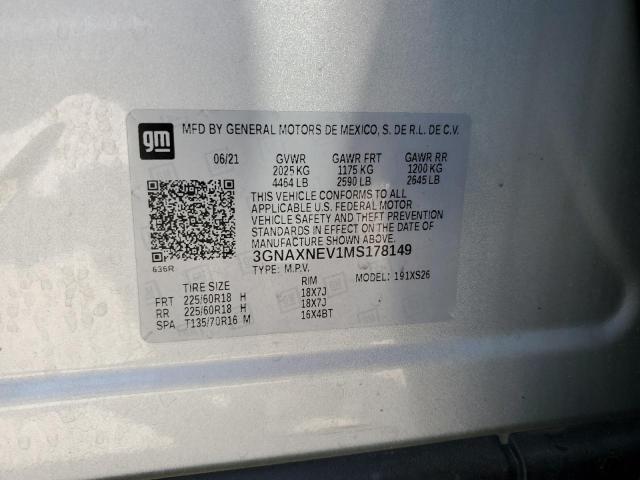 gm
MFD BY GENERAL MOTORS DE MEXICO, S. DE R.L. DE C.V.
06/21 GVWR GAWR FRT GAWR RR
2025 KG 1175 KG 1200 KG
4464 LB 2590 LB 2645 LB
THIS VEHICLE CONFORMS TO ALL
APPLICABLE U.S. FEDERAL MOTOR
VEHICLE SAFETY AND THEFT PREVENTION
STANDARDS IN EFFECT ON THE DATE
OF MANUFACTURE SHOWN ABOVE.
3GNAXNEV1MS178149
636R TYPE: M.P.V. MODEL: 191XS26
TIRE SIZE RIM
FRT 225/60R18 H 18X7J
RR 225/60R18 H 18X7J
SPA T135/70R16 M 16X4BT